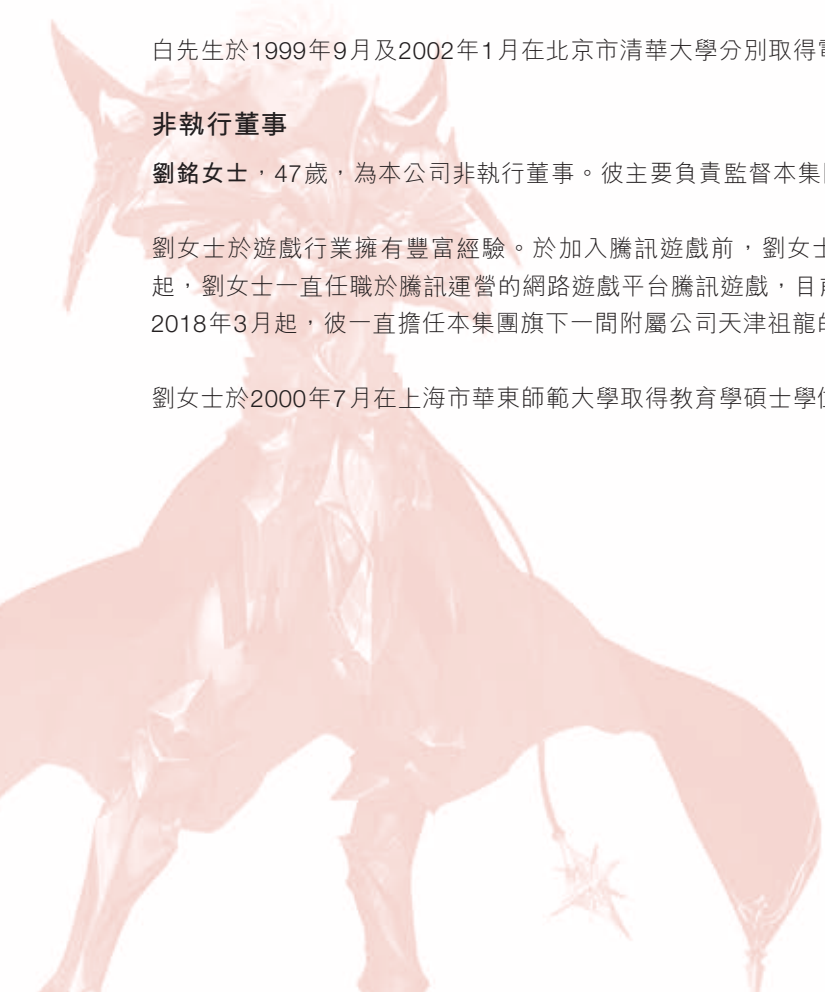 白先生於1999年9月及2002年1月在北京市清華大學分別取得
非執行董事
劉銘女士，47歲，為本公司非執行董事。彼主要負責監督本集
劉女士於遊戲行業擁有豐富經驗。於加入騰訊遊戲前，劉女士
起，劉女士一直任職於騰訊運營的網路遊戲平台騰訊遊戲，目前
2018年3月起，彼一直擔任本集團旗下一間附屬公司天津祖龍的
劉女士於2000年7月在上海市華東師範大學取得教育學碩士學位